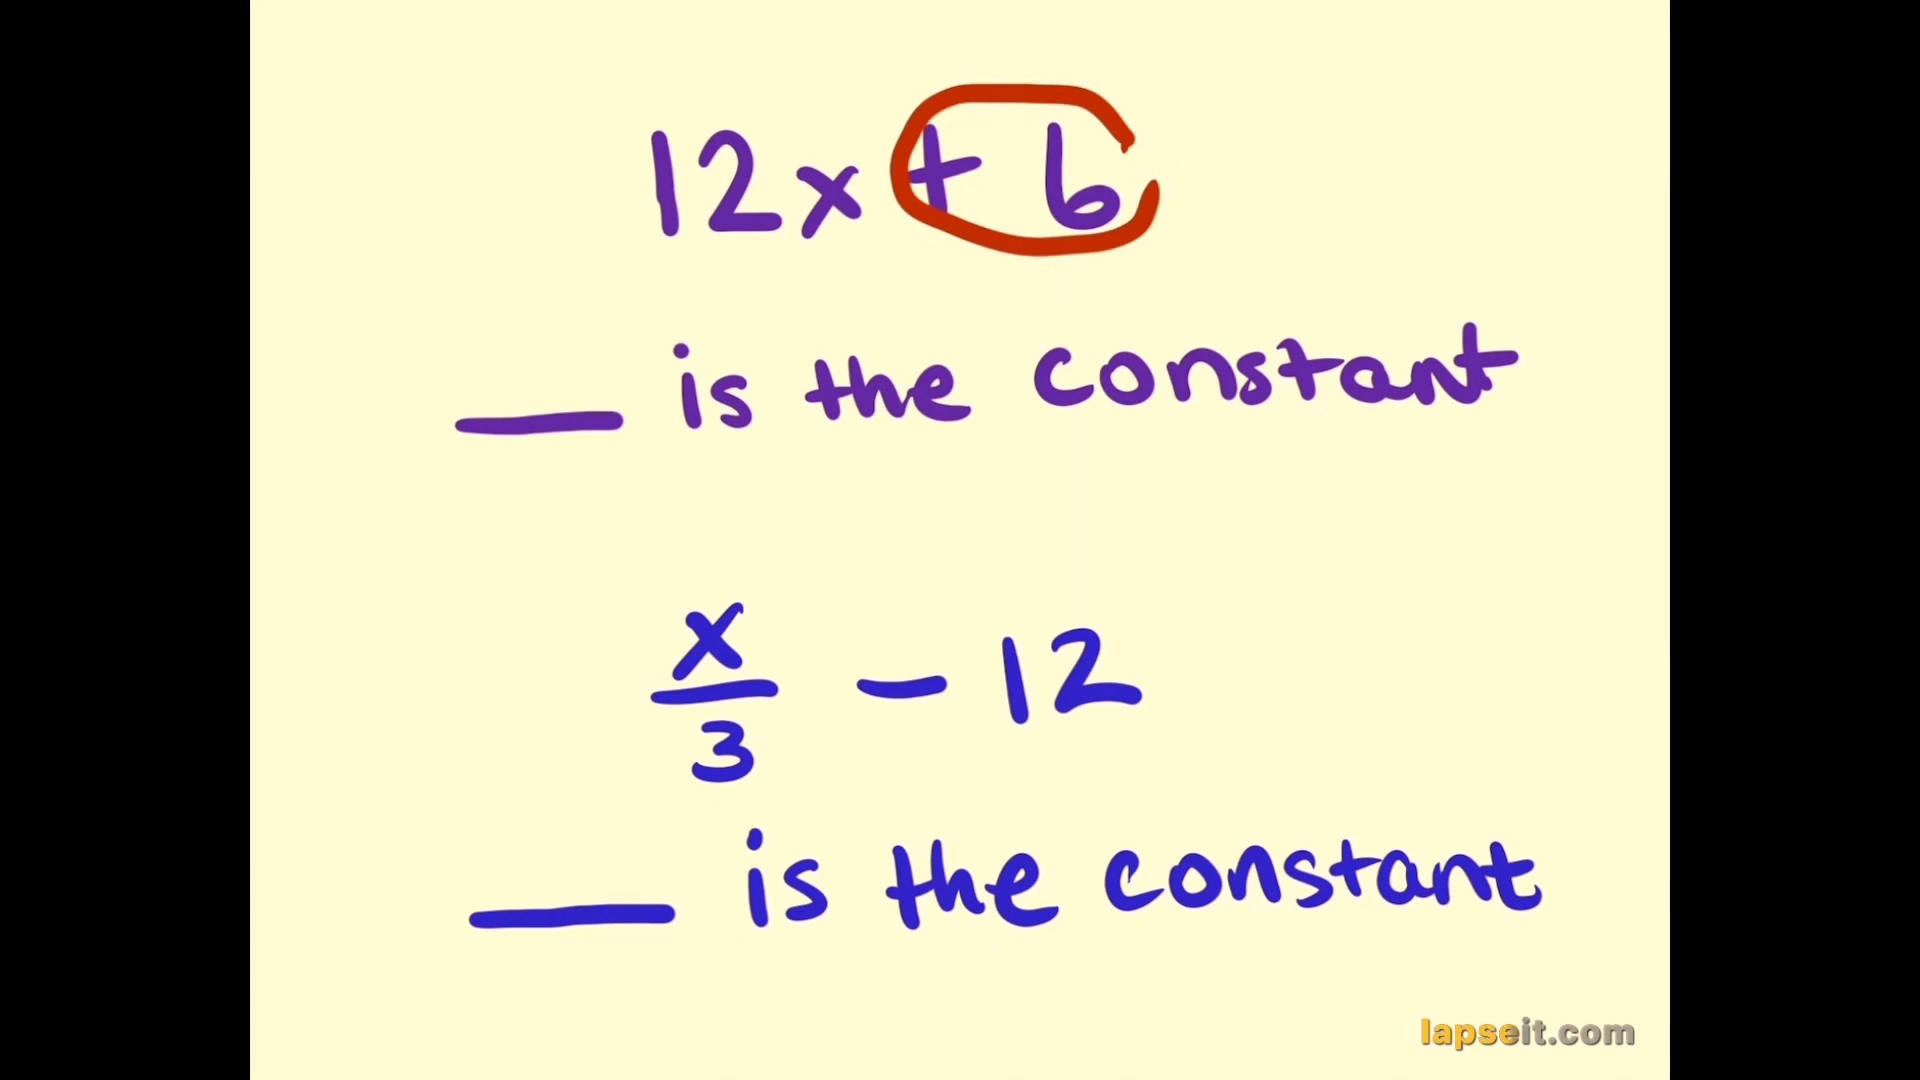 12x + 6
__ is the constant
x/3 - 12
__ is the constant
lapseit.com